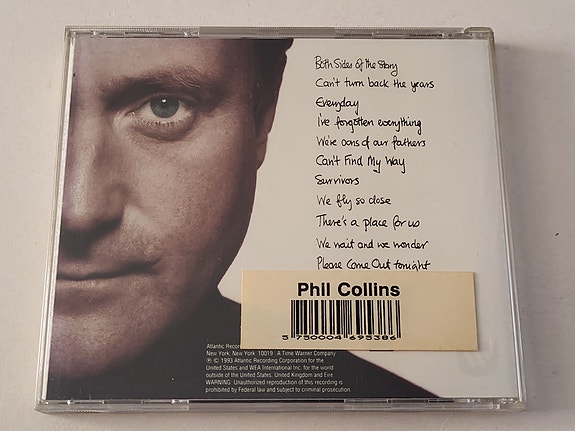 Both Sides of the Story
Can't turn back the years
Everyday
I've forgotten everything
We're sons of our fathers
Can't Find My Way
Survivors
We fly so close
There's a place for us
We wait and we wonder
Please Come Out tonight
Phil Collins
5 750004 695386
Atlantic Reco
New York, New York 10019 A Time Warner Company
℗ © 1993 Atlantic Recording Corporation for the
United States and WEA International Inc. for the world
outside of the United States, United Kingdom and Eire
WARNING: Unauthorized reproduction of this recording is
prohibited by Federal law and subject to criminal prosecution.